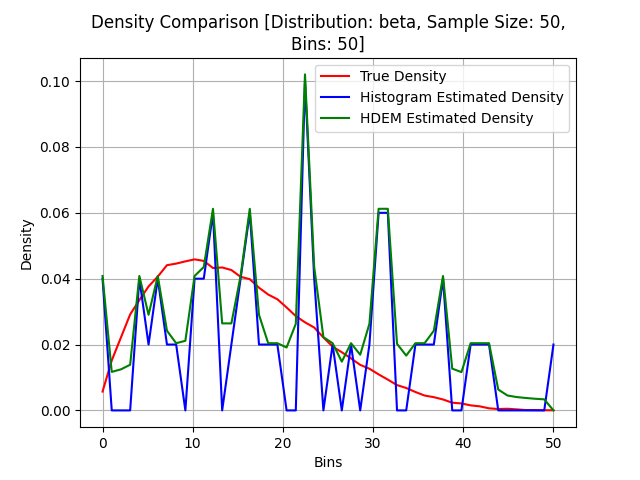 Density Comparison [Distribution: beta, Sample Size: 50,
Bins: 50]
True Density
Histogram Estimated Density
HDEM Estimated Density
0.10
0.08
0.06
0.04
0.02
0.00
Density
0 10 20 30 40 50
Bins